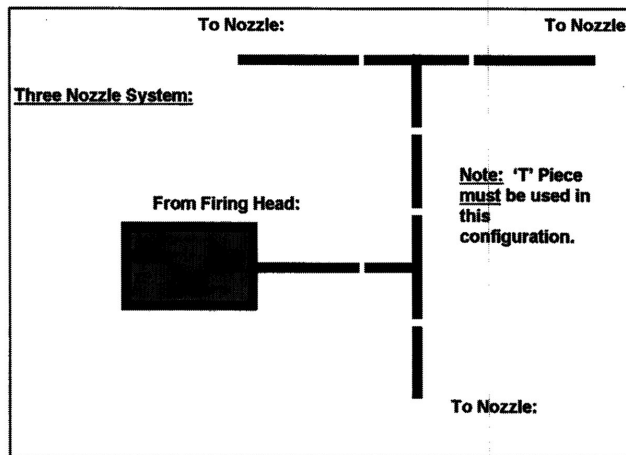 To Nozzle:
To Nozzle
Three Nozzle System:
Note: 'T' Piece
must be used in
this
configuration.
From Firing Head:
To Nozzle: